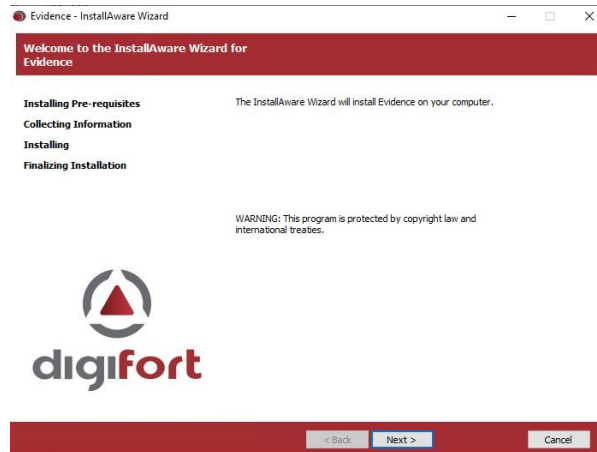 Evidence - InstallAware Wizard
Welcome to the InstallAware Wizard for
Evidence
Installing Pre-requisites
Collecting Information
Installing
Finalizing Installation
The InstallAware Wizard will install Evidence on your computer.
WARNING: This program is protected by copyright law and
international treaties.
digifort
< Back
Next >
Cancel